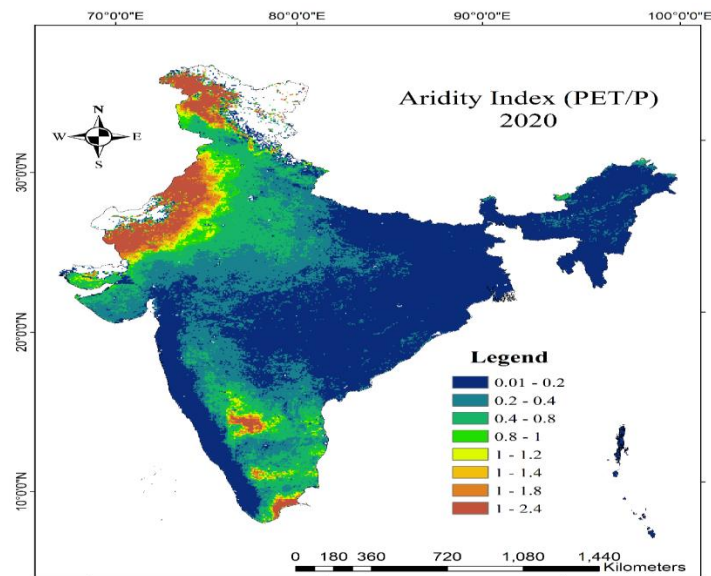 70°0'0"E 80°0'0"E 90°0'0"E 100°0'0"E
Aridity Index (PET/P)
2020
N
W E
S
30°0'0"N
20°0'0"N
10°0'0"N
Legend
0.01 - 0.2
0.2 - 0.4
0.4 - 0.8
0.8 - 1
1 - 1.2
1 - 1.4
1 - 1.8
1 - 2.4
0 180 360 720 1,080 1,440
Kilometers